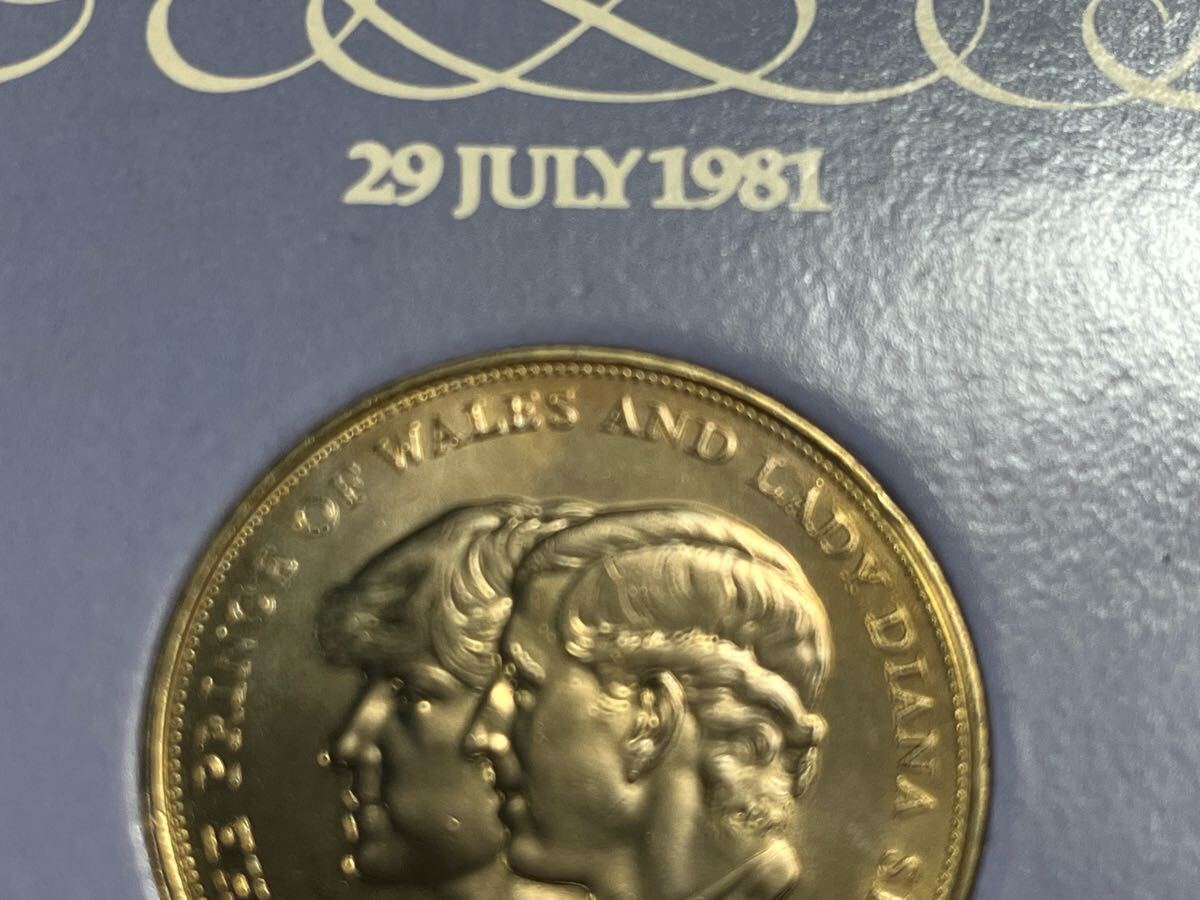 29 JULY 1981
PRINCE OF WALES AND LADY DIANA